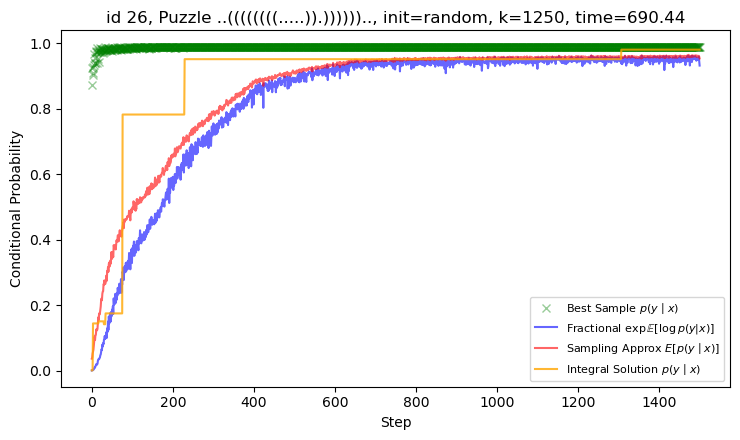 id 26, Puzzle ..((((((((.....)).)))))).., init=random, k=1250, time=690.44
Conditional Probability
1.0
0.8
0.6
0.4
0.2
0.0
0 200 400 600 800 1000 1200 1400
Step
Best Sample p(y | x)
Fractional exp 𝔼[log p(y|x)]
Sampling Approx E[p(y | x)]
Integral Solution p(y | x)